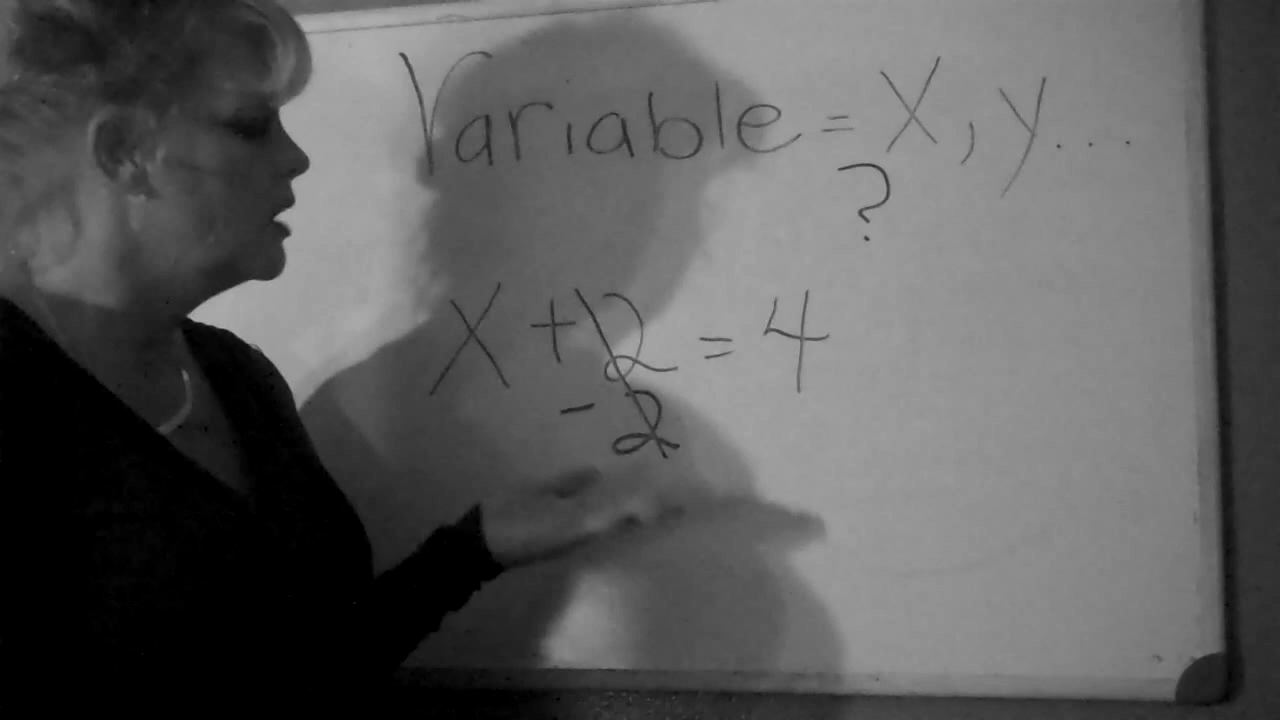 Variable = X, y...
?
X + 2 = 4
- 2